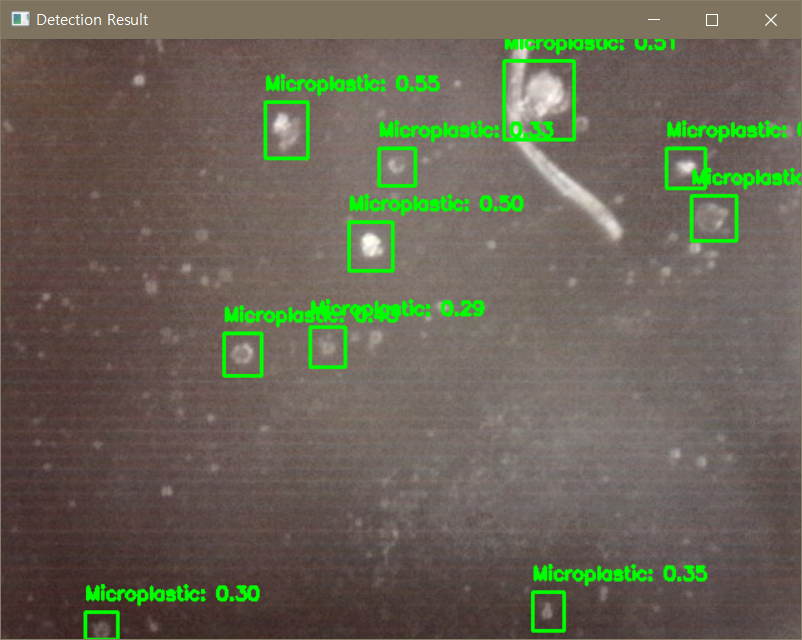 Detection Result
Microplastic: 0.51
Microplastic: 0.55
Microplastic: 0.33
Microplastic:
Microplastic
Microplastic: 0.50
Microplastic: 0.29
Microplastic:
Microplastic: 0.35
Microplastic: 0.30